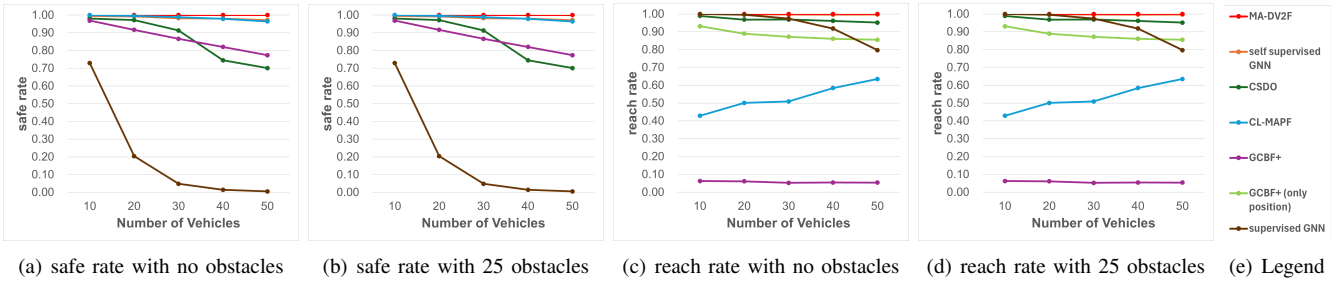 1.00
0.90
0.80
0.70
0.60
0.50
0.40
0.30
0.20
0.10
0.00
safe rate
10 20 30 40 50
Number of Vehicles
(a) safe rate with no obstacles
1.00
0.90
0.80
0.70
0.60
0.50
0.40
0.30
0.20
0.10
0.00
safe rate
10 20 30 40 50
Number of Vehicles
(b) safe rate with 25 obstacles
1.00
0.90
0.80
0.70
0.60
0.50
0.40
0.30
0.20
0.10
0.00
reach rate
10 20 30 40 50
Number of Vehicles
(c) reach rate with no obstacles
1.00
0.90
0.80
0.70
0.60
0.50
0.40
0.30
0.20
0.10
0.00
reach rate
10 20 30 40 50
Number of Vehicles
(d) reach rate with 25 obstacles
MA-DV2F
self supervised
GNN
CSDO
CL-MAPF
GCBF+
GCBF+ (only
position)
supervised GNN
(e) Legend